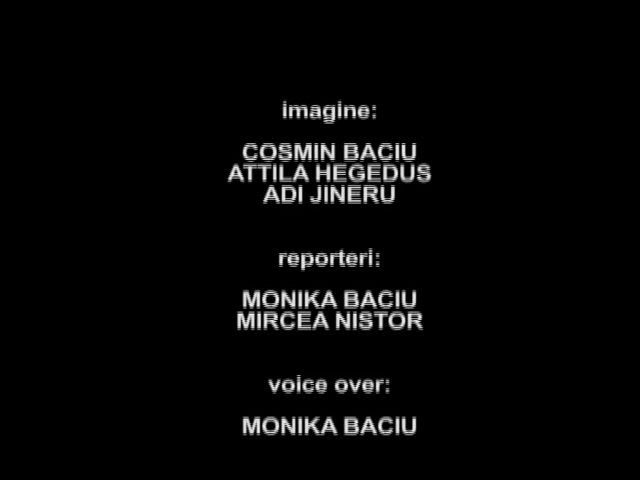 imagine:
COSMIN BACIU
ATTILA HEGEDUS
ADI JINERU
reporteri:
MONIKA BACIU
MIRCEA NISTOR
voice over:
MONIKA BACIU